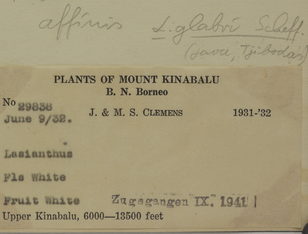 affinis L. glabri Scheff.
(Java, Tjibodas)
PLANTS OF MOUNT KINABALU
B. N. Borneo
No 29838
June 9/32. J. & M. S. CLEMENS 1931-'32
Lasianthus
Fls White
Fruit White Zugegangen IX. 1941
Upper Kinabalu, 6000—13500 feet